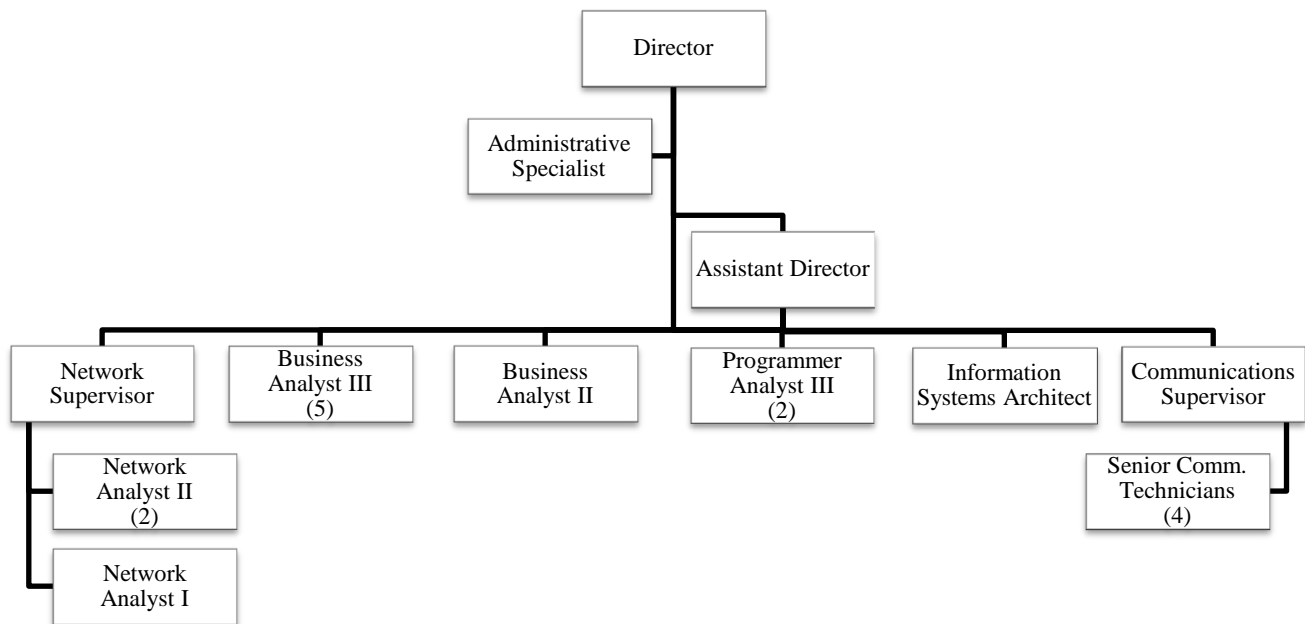 Director
Administrative
Specialist
Assistant Director
Network
Supervisor
Business
Analyst III
(5)
Business
Analyst II
Programmer
Analyst III
(2)
Information
Systems Architect
Communications
Supervisor
Network
Analyst II
(2)
Senior Comm.
Technicians
(4)
Network
Analyst I